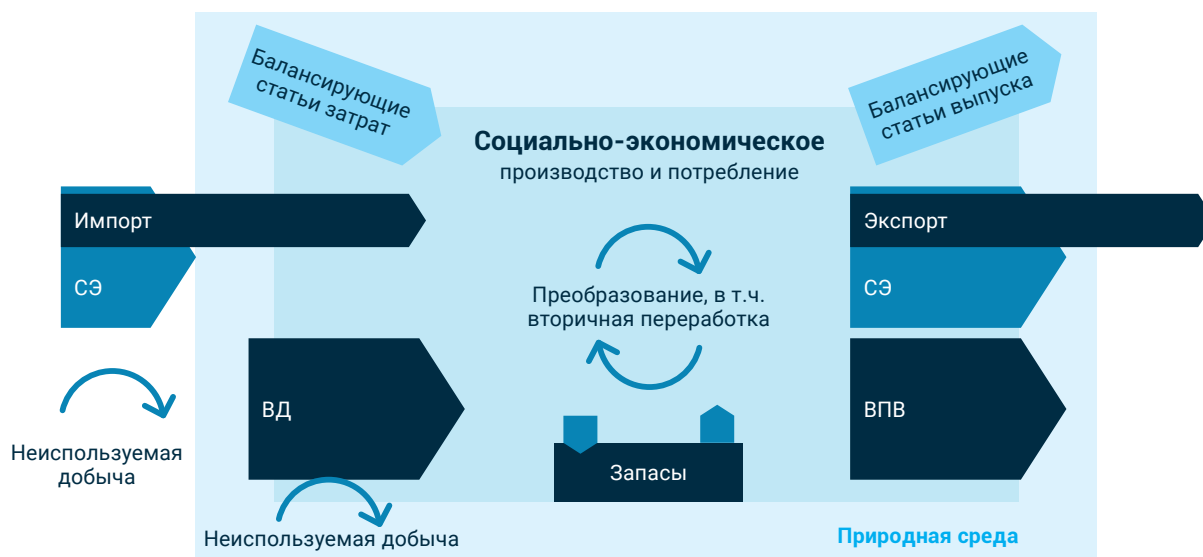 Балансирующие
статьи затрат
Балансирующие
статьи выпуска
Социально-экономическое
производство и потребление
Импорт
Экспорт
СЭ
СЭ
Преобразование, в т.ч.
вторичная переработка
ВД
ВПВ
Неиспользуемая
добыча
Запасы
Неиспользуемая добыча
Природная среда